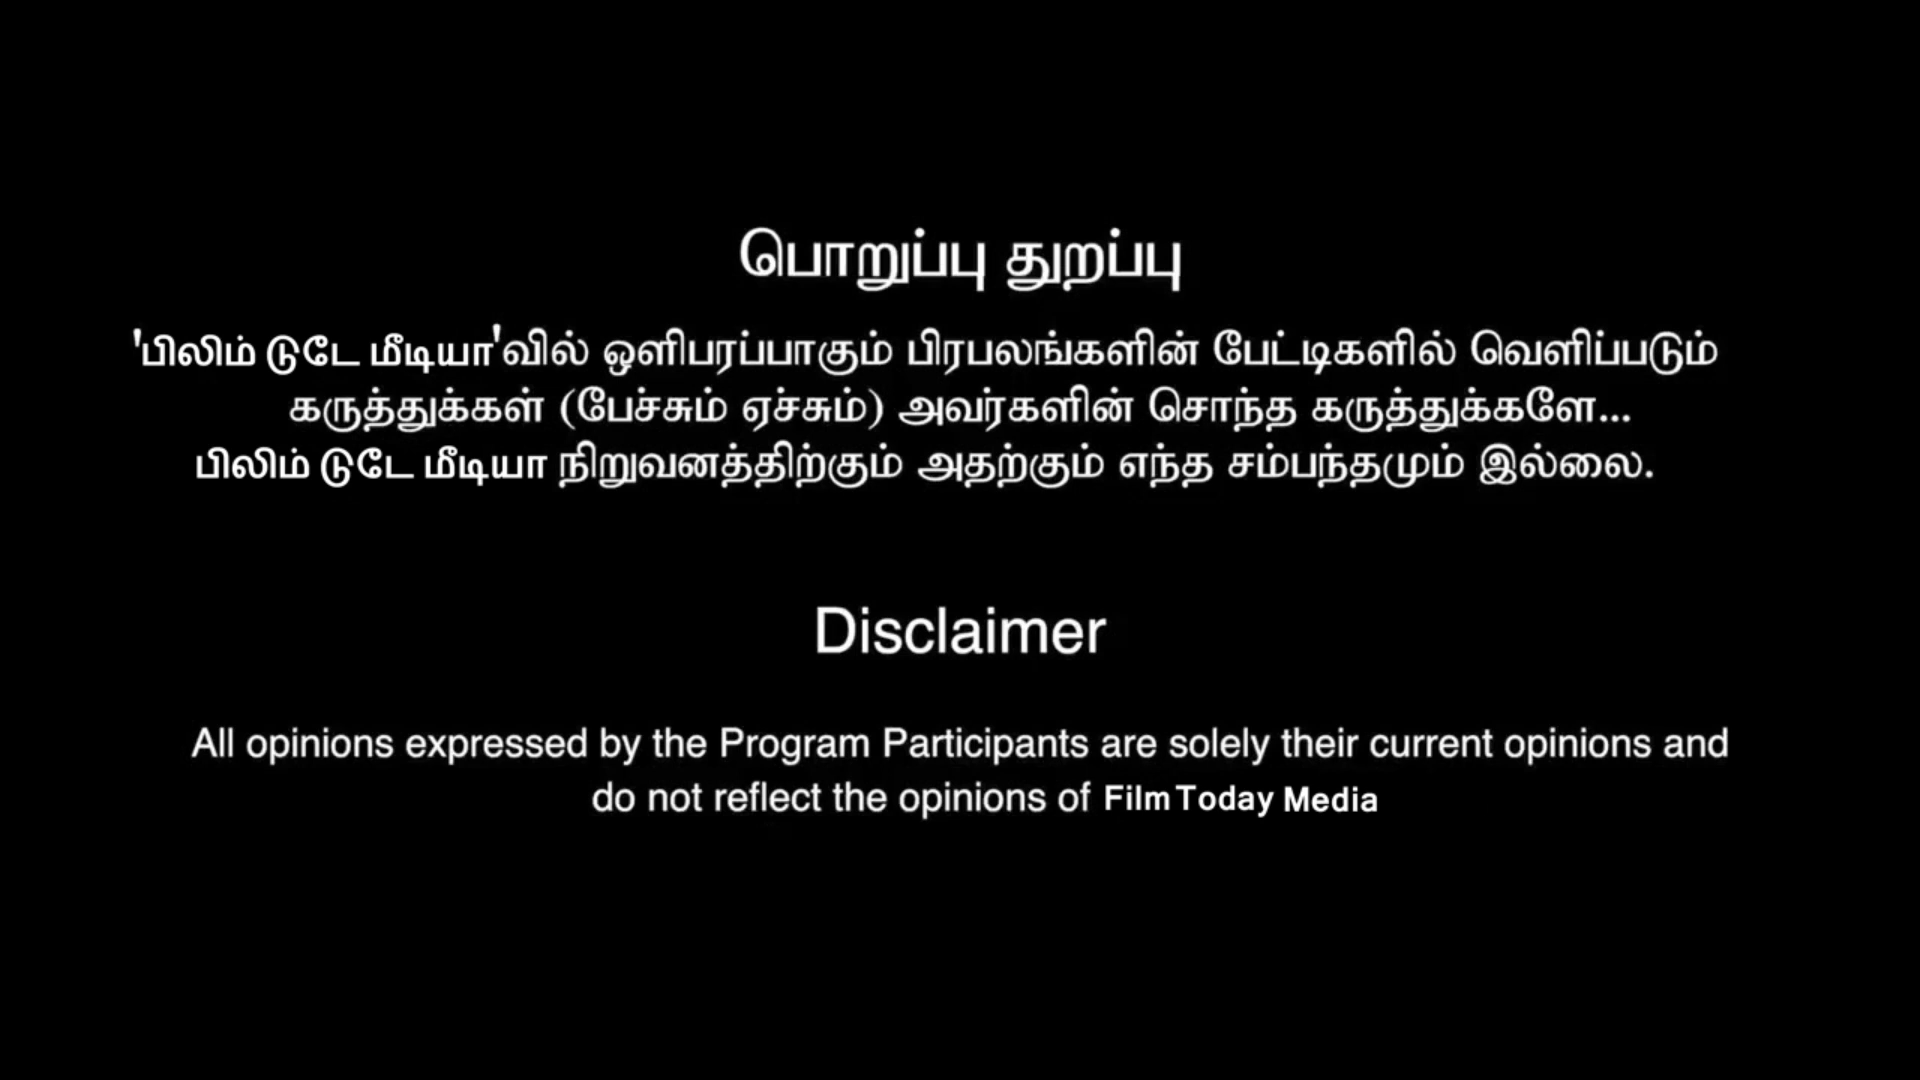 பொறுப்பு துறப்பு
'பிலிம் டுடே மீடியா'வில் ஒளிபரப்பாகும் பிரபலங்களின் பேட்டிகளில் வெளிப்படும்
கருத்துக்கள் (பேச்சும் ஏச்சும்) அவர்களின் சொந்த கருத்துக்களே...
பிலிம் டுடே மீடியா நிறுவனத்திற்கும் அதற்கும் எந்த சம்பந்தமும் இல்லை.
Disclaimer
All opinions expressed by the Program Participants are solely their current opinions and
do not reflect the opinions of Film Today Media